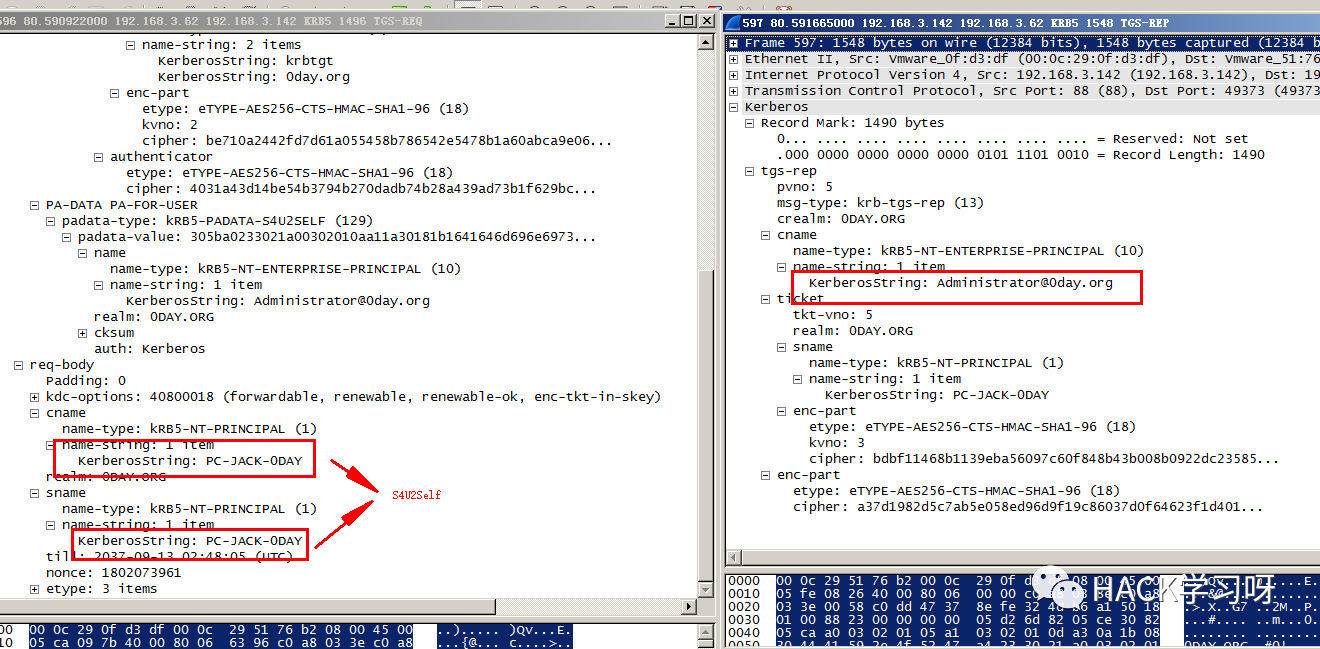 596 80.590922000 192.168.3.62 192.168.3.142 KRB5 1496 TGS-REQ
name-string: 2 items
KerberosString: krbtgt
KerberosString: 0day.org
enc-part
etype: eTYPE-AES256-CTS-HMAC-SHA1-96 (18)
kvno: 2
cipher: be710a2442fd7d61a055458b786542e5478b1a60abca9e06...
authenticator
etype: eTYPE-AES256-CTS-HMAC-SHA1-96 (18)
cipher: 4031a43d14be54b3794b270dadb74b28a439ad73b1f629bc...
PA-DATA PA-FOR-USER
padata-type: kRB5-PADATA-S4U2SELF (129)
padata-value: 305ba0233021a00302010aa11a30181b1641646d696e6973...
name
name-type: kRB5-NT-ENTERPRISE-PRINCIPAL (10)
name-string: 1 item
KerberosString: Administrator@0day.org
realm: 0DAY.ORG
cksum
auth: Kerberos
req-body
Padding: 0
kdc-options: 40800018 (forwardable, renewable, renewable-ok, enc-tkt-in-skey)
cname
name-type: kRB5-NT-PRINCIPAL (1)
name-string: 1 item
KerberosString: PC-JACK-0DAY
realm: 0DAY.ORG
sname
name-type: kRB5-NT-PRINCIPAL (1)
name-string: 1 item
KerberosString: PC-JACK-0DAY
till: 2037-09-13 02:48:05 (UTC)
nonce: 1802073961
etype: 3 items
S4U2Self
00 0c 29 0f d3 df 00 0c 29 51 76 b2 08 00 45 00 ..)..... )QV...E.
10 05 ca 09 7b 40 00 80 06 63 96 c0 a8 03 3e c0 a8 ...{@... c....>..
597 80.591665000 192.168.3.142 192.168.3.62 KRB5 1548 TGS-REP
Frame 597: 1548 bytes on wire (12384 bits), 1548 bytes captured (12384 b
Ethernet II, Src: Vmware_0f:d3:df (00:0c:29:0f:d3:df), Dst: Vmware_51:76
Internet Protocol Version 4, Src: 192.168.3.142 (192.168.3.142), Dst: 19
Transmission Control Protocol, Src Port: 88 (88), Dst Port: 49373 (49373
Kerberos
Record Mark: 1490 bytes
0... .... .... .... .... .... .... .... = Reserved: Not set
.000 0000 0000 0000 0000 0101 1101 0010 = Record Length: 1490
tgs-rep
pvno: 5
msg-type: krb-tgs-rep (13)
crealm: 0DAY.ORG
cname
name-type: kRB5-NT-ENTERPRISE-PRINCIPAL (10)
name-string: 1 item
KerberosString: Administrator@0day.org
ticket
tkt-vno: 5
realm: 0DAY.ORG
sname
name-type: kRB5-NT-PRINCIPAL (1)
name-string: 1 item
KerberosString: PC-JACK-0DAY
enc-part
etype: eTYPE-AES256-CTS-HMAC-SHA1-96 (18)
kvno: 3
cipher: bdbf11468b1139eba56097c60f848b43b008b0922dc23585...
enc-part
etype: eTYPE-AES256-CTS-HMAC-SHA1-96 (18)
cipher: a37d1982d5c7ab5e058ed96d9f19c86037d0f64623f1d401...
0000 00 0c 29 51 76 b2 00 0c 29 0f
0010 05 fe 08 26 40 00 80 06 00 00
0020 03 3e 00 58 c0 dd 47 37 8e fe 32
0030 01 00 88 23 00 00 00 00 05 d2 6d 82 05 ce 30 82
0040 05 ca a0 03 02 01 05 a1 03 02 01 0d a3 0a 1b 08
HACK学习呀